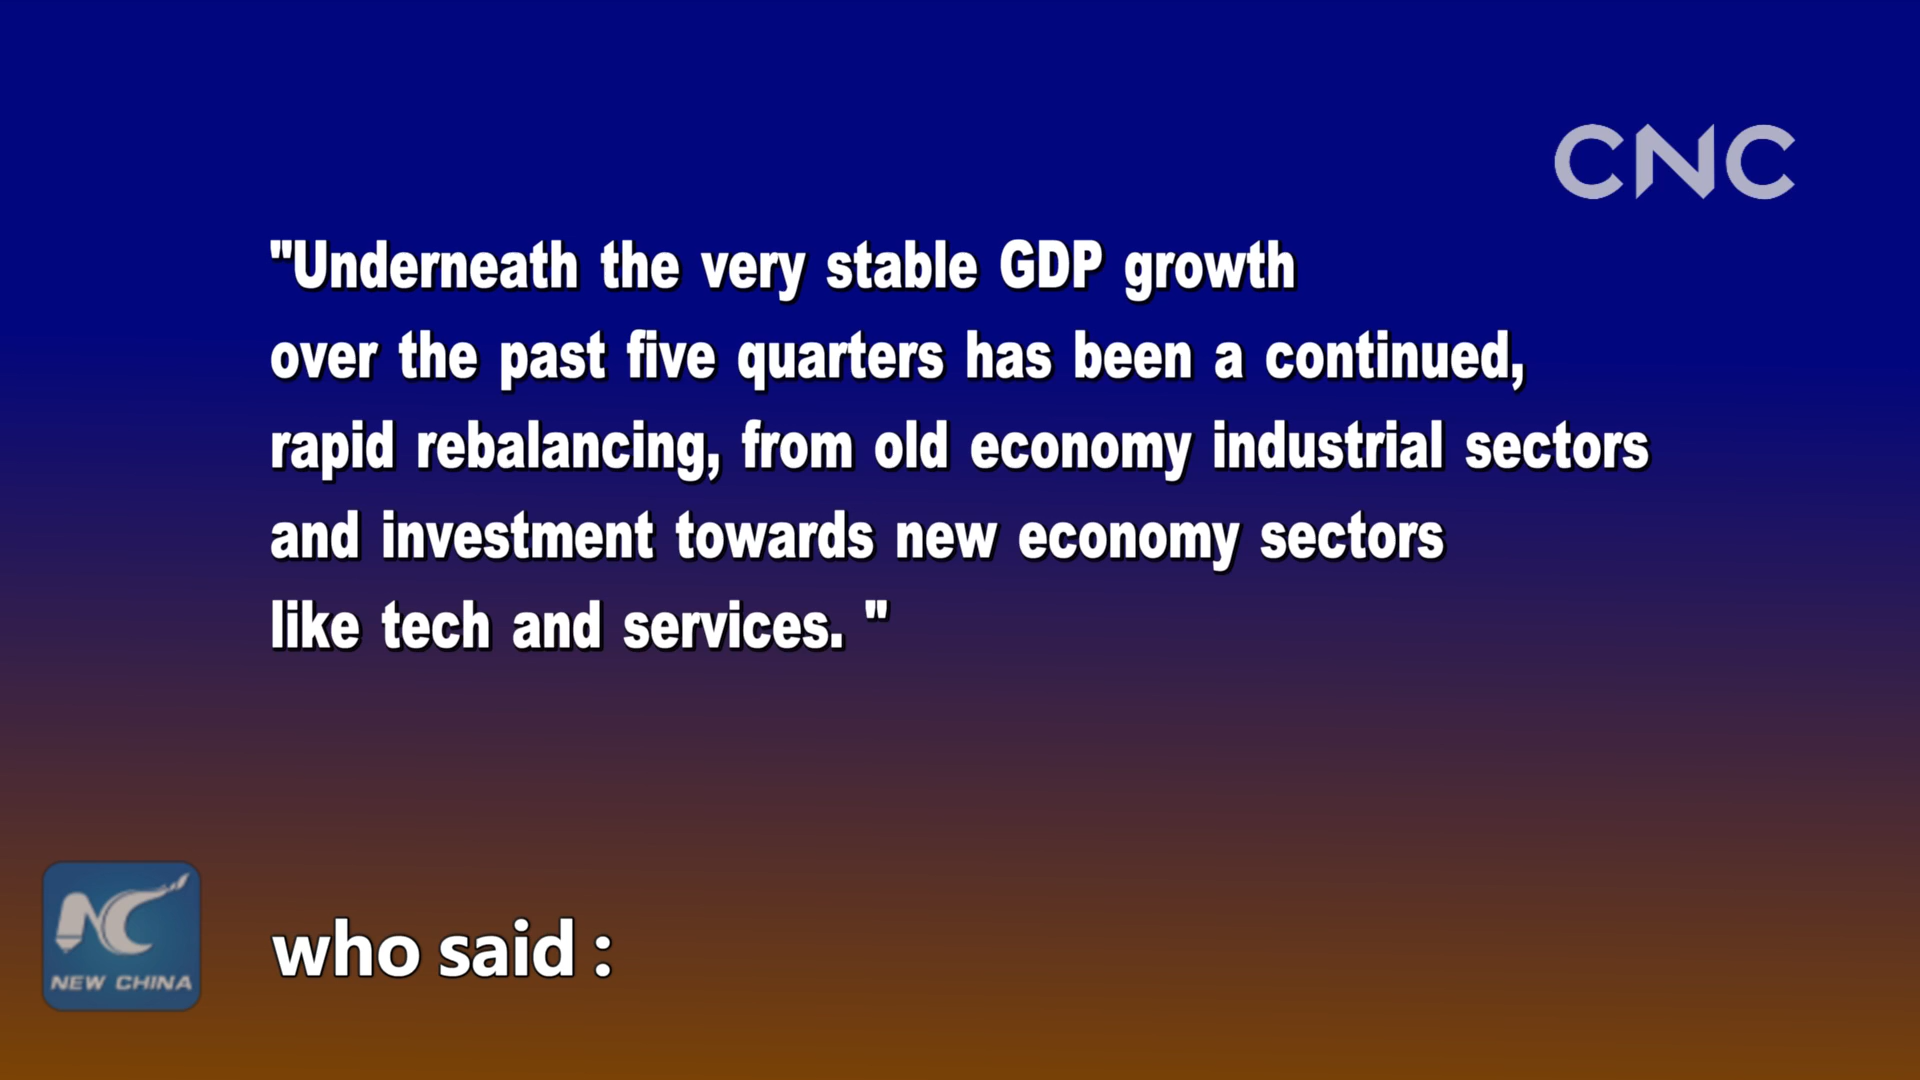 CNC
"Underneath the very stable GDP growth
over the past five quarters has been a continued,
rapid rebalancing, from old economy industrial sectors
and investment towards new economy sectors
like tech and services. "
NC
NEW CHINA
who said :